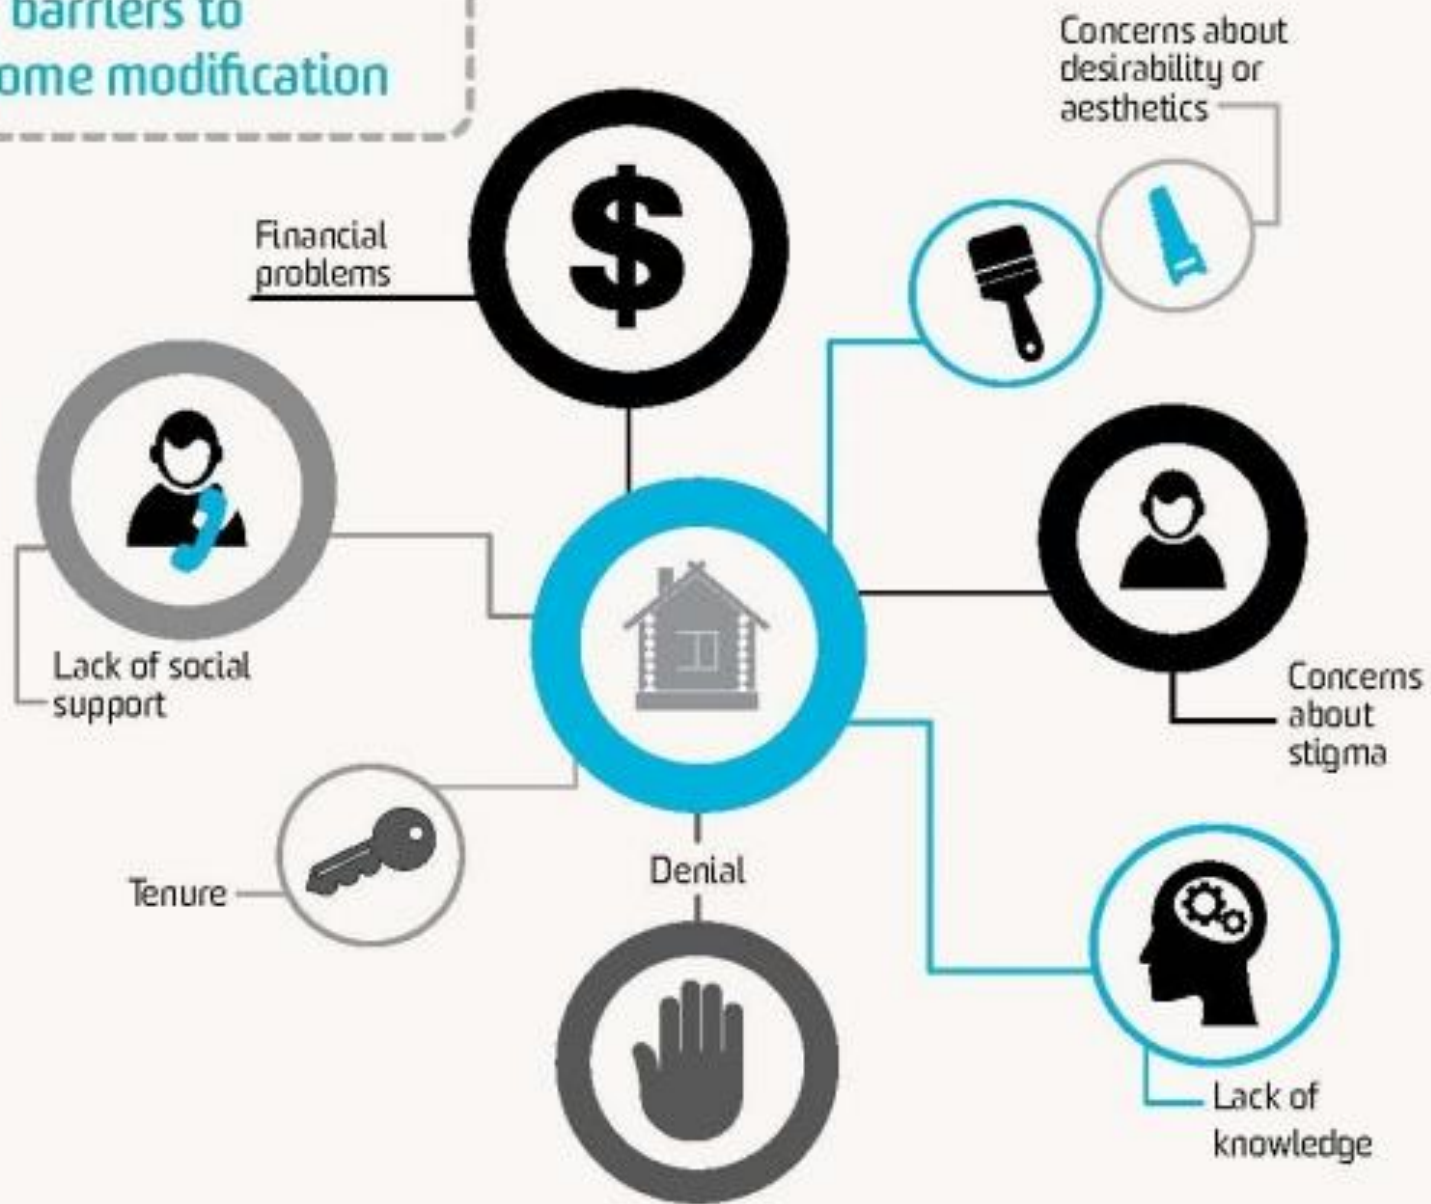 barriers to
ome modification
Concerns about
desirability or
aesthetics
Financial
problems
$
Lack of social
support
Concerns
about
stigma
Tenure
Denial
Lack of
knowledge